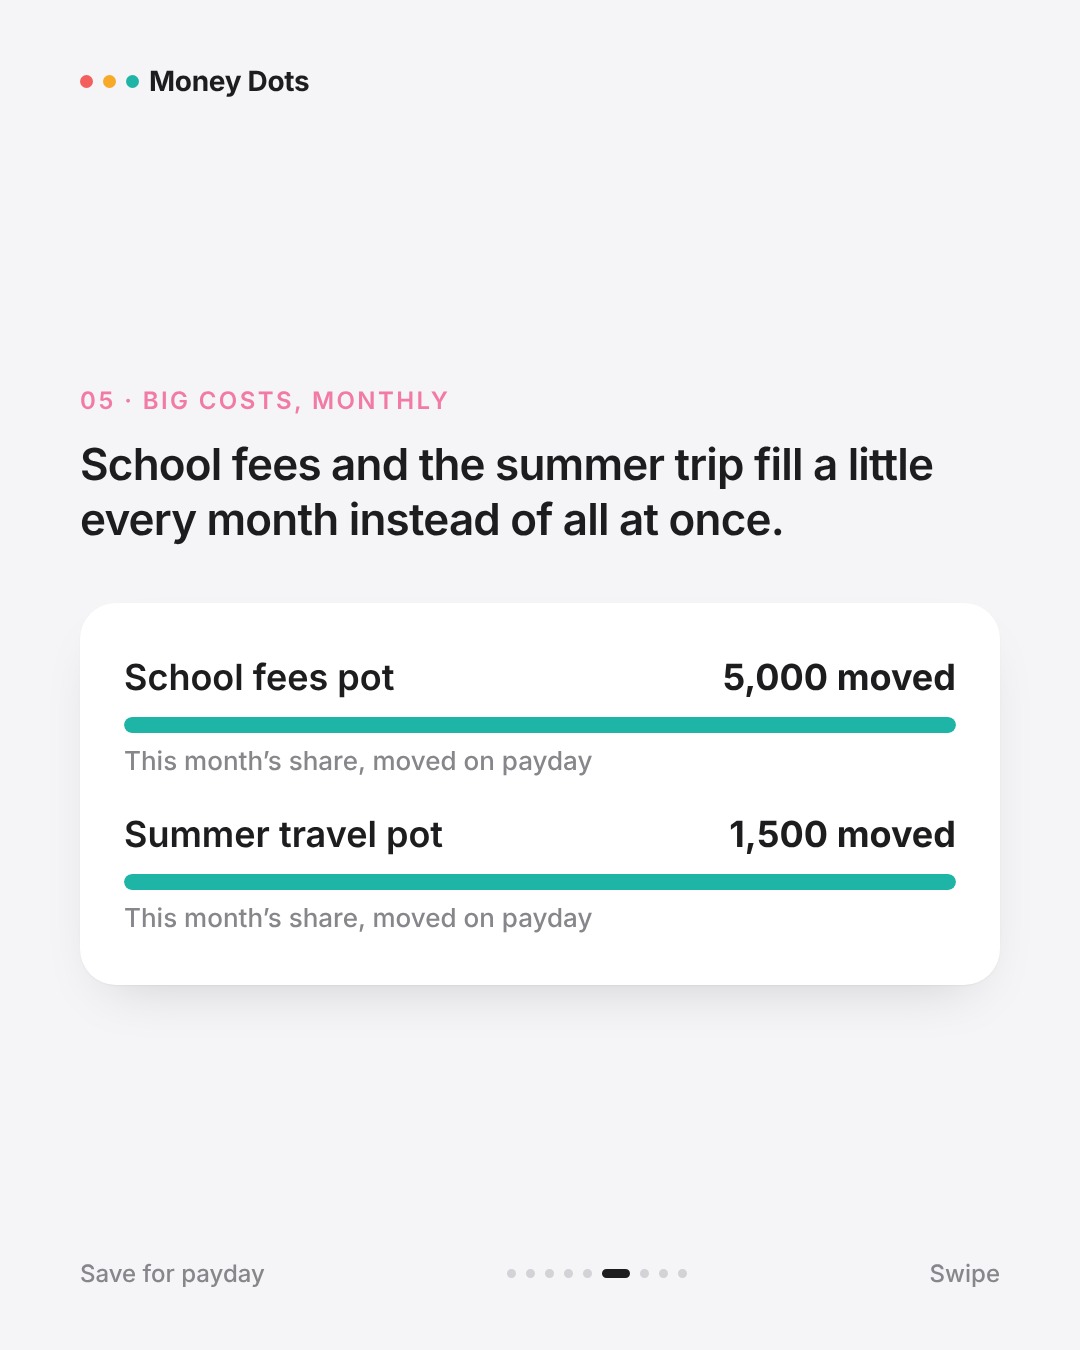 Money Dots
05 · BIG COSTS, MONTHLY
School fees and the summer trip fill a little
every month instead of all at once.
School fees pot
5,000 moved
This month’s share, moved on payday
Summer travel pot
1,500 moved
This month’s share, moved on payday
Save for payday
Swipe